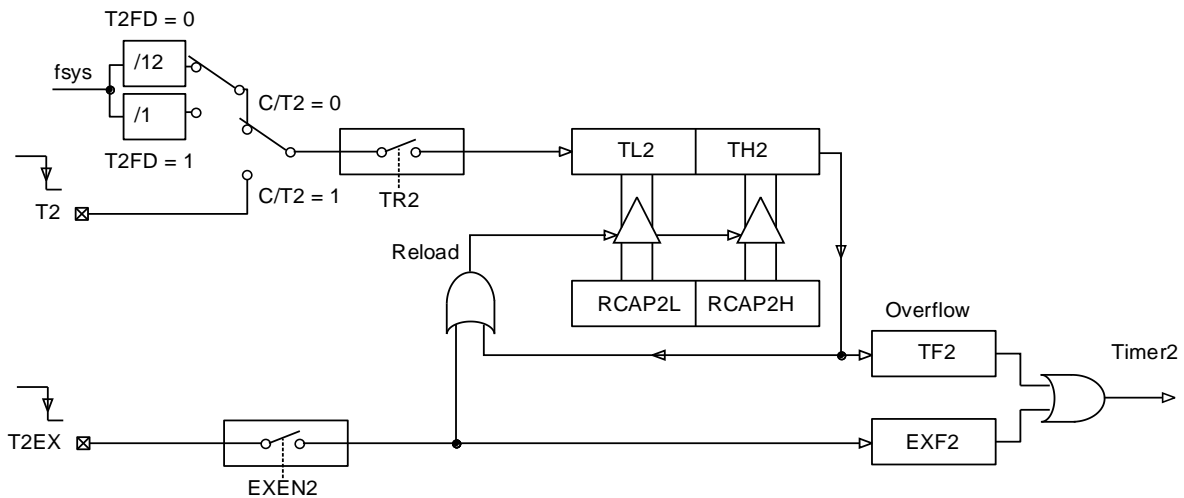 T2FD = 0
/12
fsys
C/T2 = 0
/1
T2FD = 1
TL2
TH2
C/T2 = 1
TR2
T2
Reload
RCAP2L
RCAP2H
Overflow
TF2
Timer2
T2EX
EXF2
EXEN2